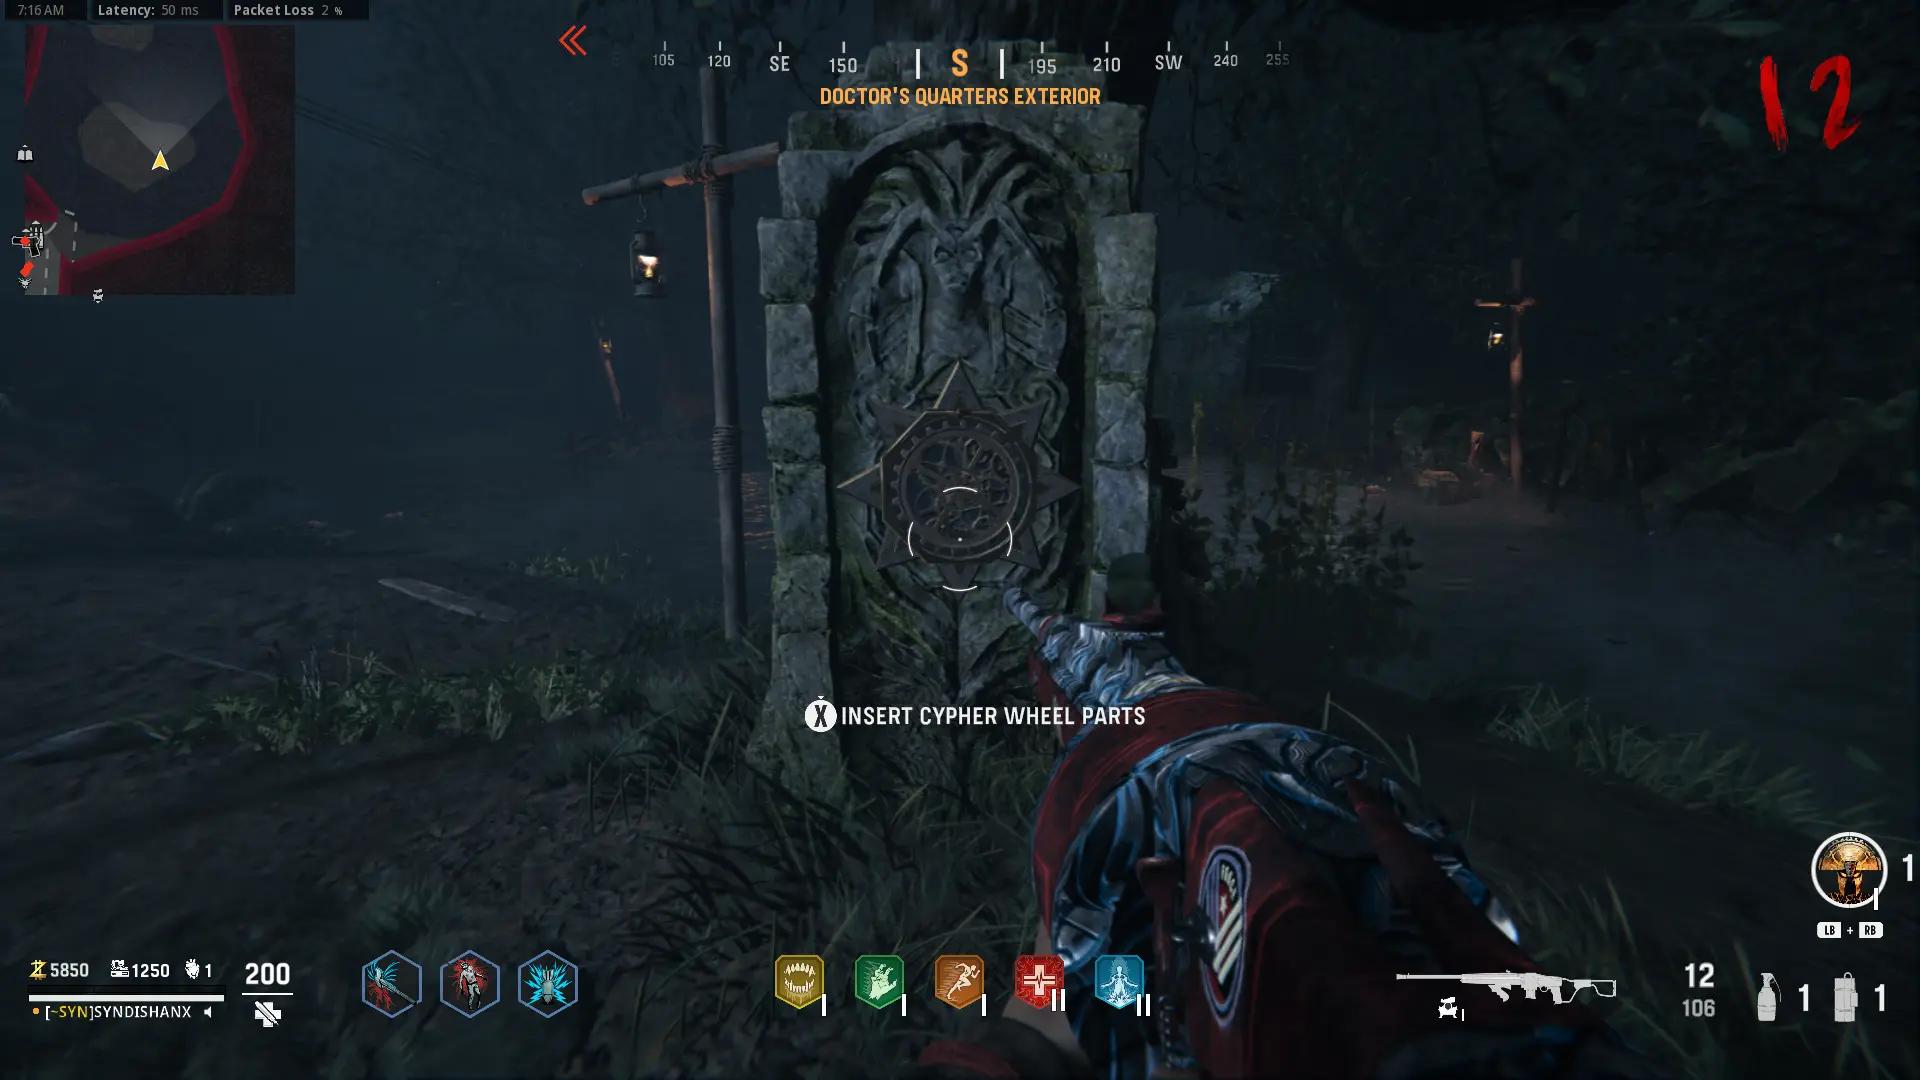 7:16 AM Latency: 50 ms Packet Loss 2 %
105 120 SE 150 S 195 210 SW 240 255
DOCTOR'S QUARTERS EXTERIOR
12
X INSERT CYPHER WHEEL PARTS
1
LB + RB
5850 1250 1 200
[~SYN]SYNDISHANX
I I I II II
I
12
106
1 1